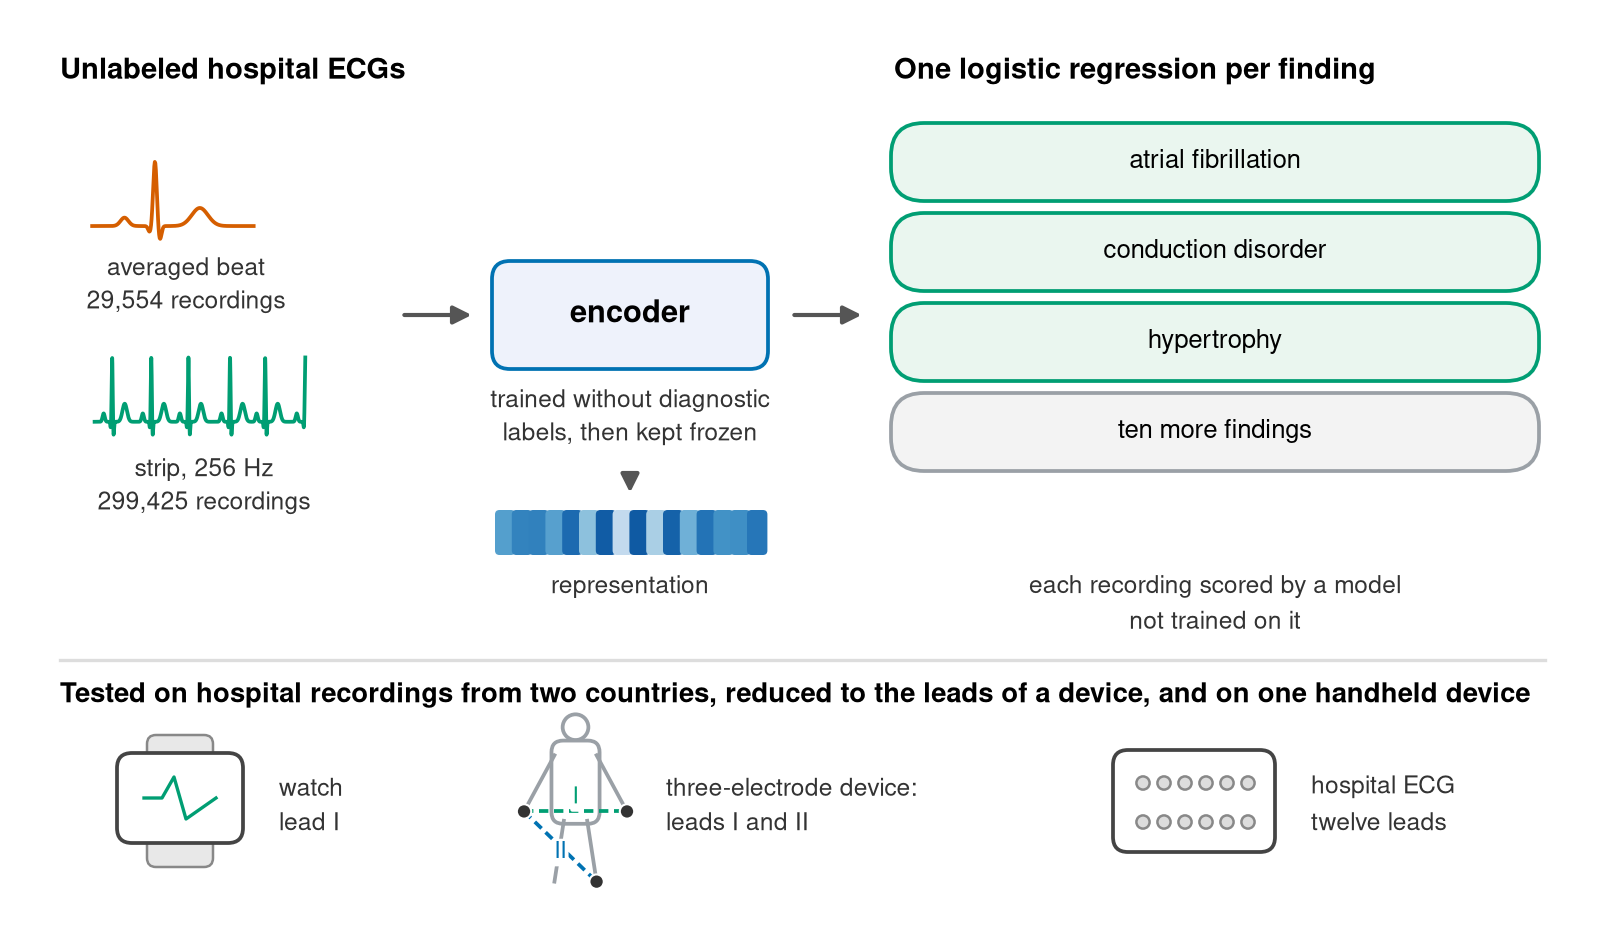 Unlabeled hospital ECGs
averaged beat
29,554 recordings
strip, 256 Hz
299,425 recordings
encoder
trained without diagnostic
labels, then kept frozen
representation
One logistic regression per finding
atrial fibrillation
conduction disorder
hypertrophy
ten more findings
each recording scored by a model
not trained on it
Tested on hospital recordings from two countries, reduced to the leads of a device, and on one handheld device
watch
lead I
I
II
three-electrode device:
leads I and II
hospital ECG
twelve leads